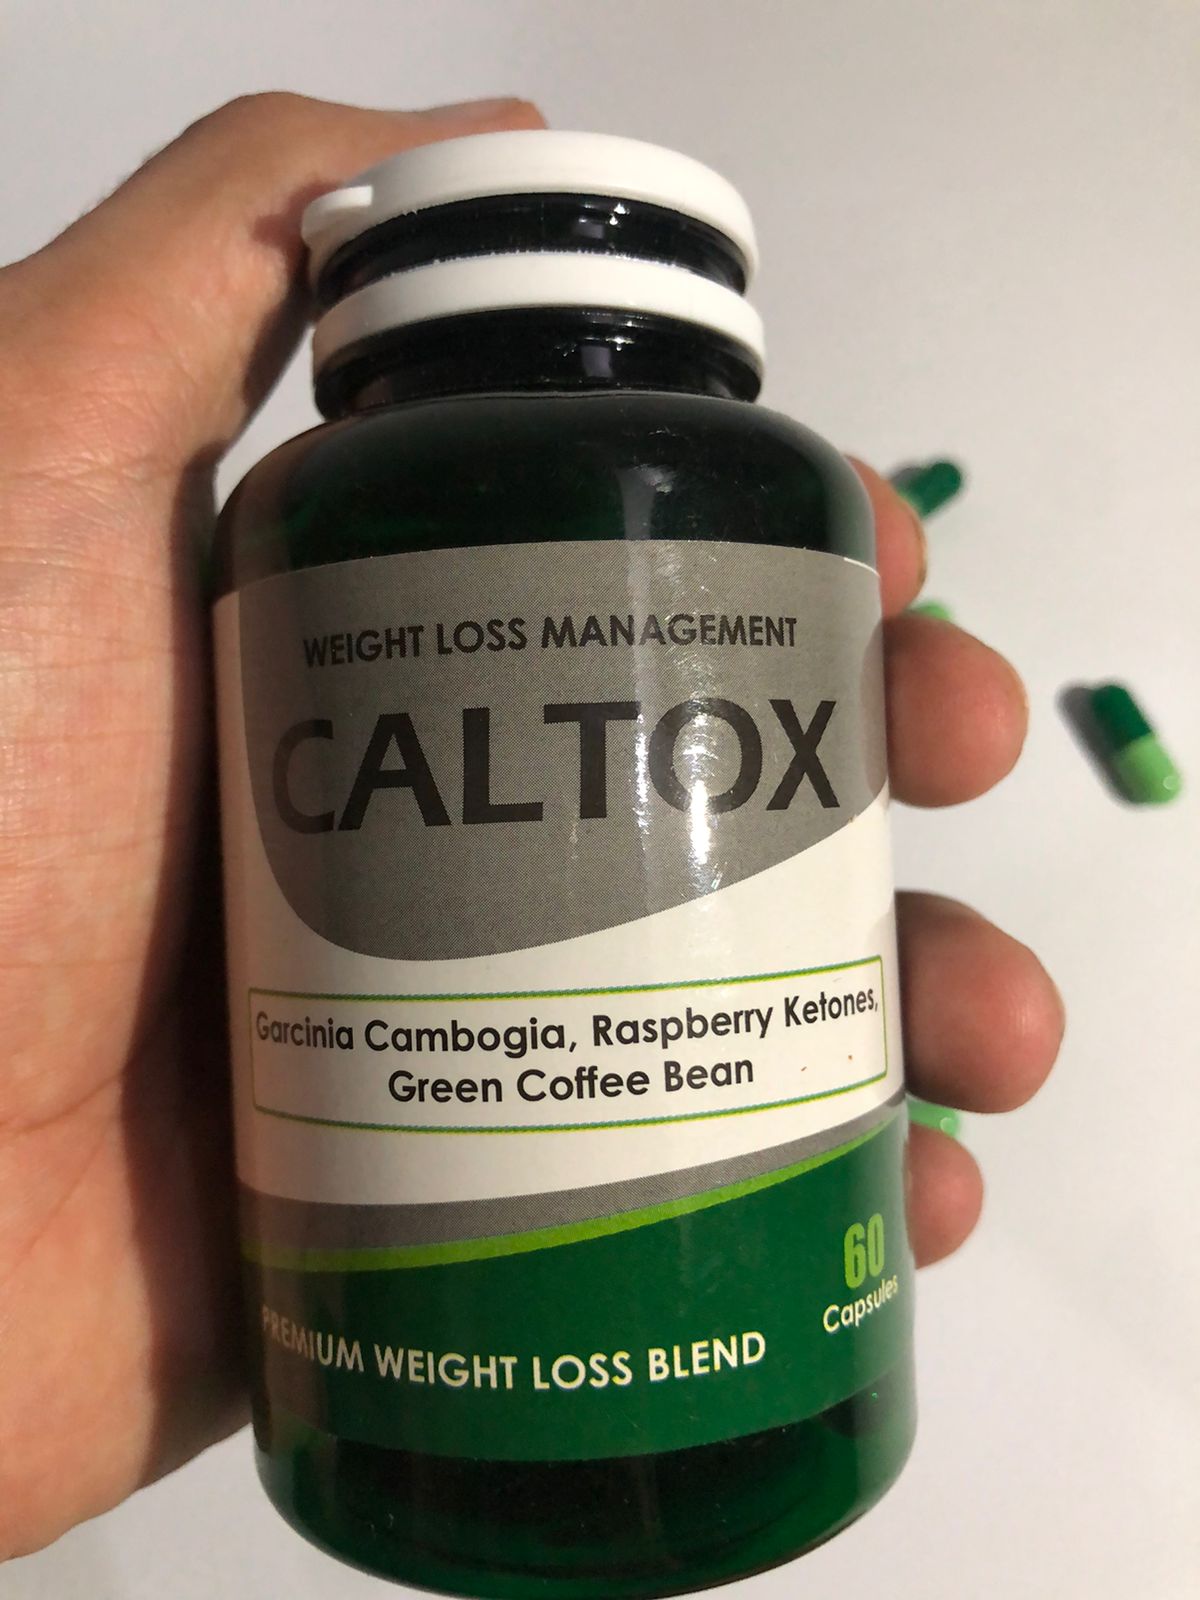 WEIGHT LOSS MANAGEMENT
CALTOX
Garcinia Cambogia, Raspberry Ketones,
Green Coffee Bean
60
Capsules
PREMIUM WEIGHT LOSS BLEND